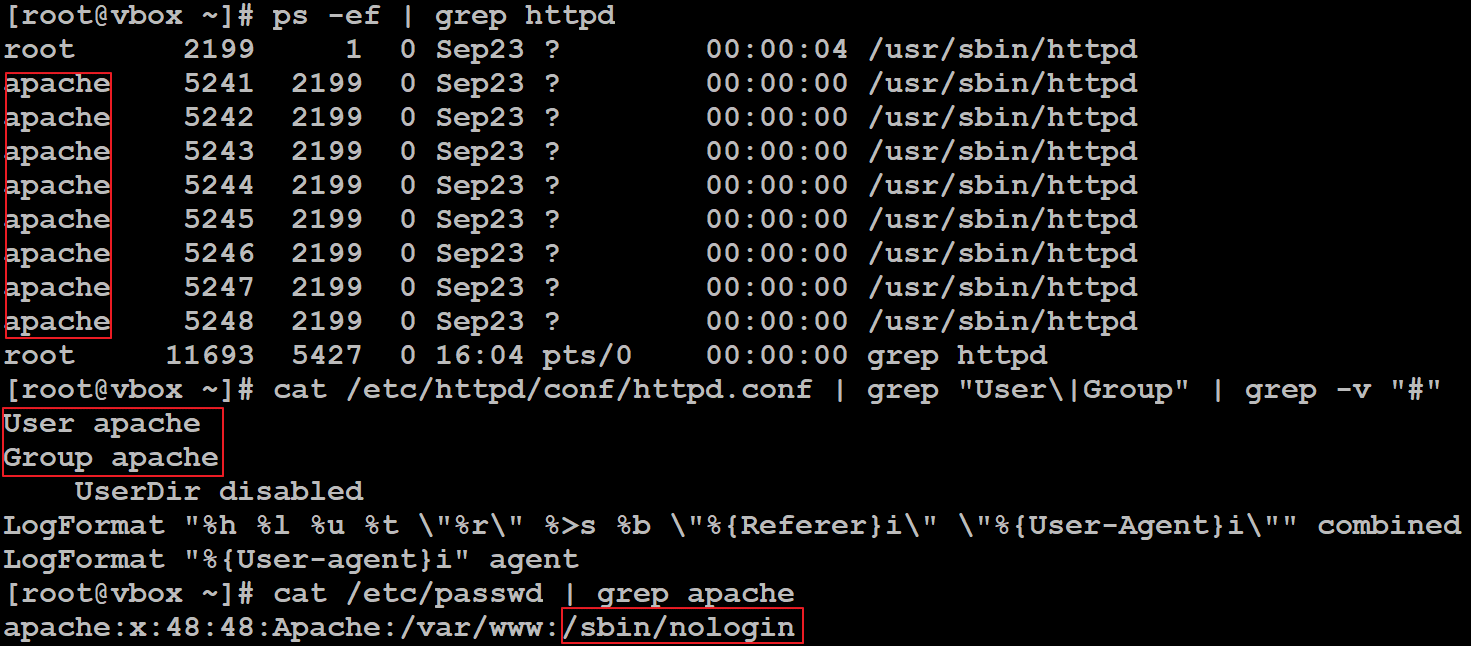 [root@vbox ~]# ps -ef | grep httpd
root      2199     1  0 Sep23 ?        00:00:04 /usr/sbin/httpd
apache    5241  2199  0 Sep23 ?        00:00:00 /usr/sbin/httpd
apache    5242  2199  0 Sep23 ?        00:00:00 /usr/sbin/httpd
apache    5243  2199  0 Sep23 ?        00:00:00 /usr/sbin/httpd
apache    5244  2199  0 Sep23 ?        00:00:00 /usr/sbin/httpd
apache    5245  2199  0 Sep23 ?        00:00:00 /usr/sbin/httpd
apache    5246  2199  0 Sep23 ?        00:00:00 /usr/sbin/httpd
apache    5247  2199  0 Sep23 ?        00:00:00 /usr/sbin/httpd
apache    5248  2199  0 Sep23 ?        00:00:00 /usr/sbin/httpd
root     11693  5427  0 16:04 pts/0    00:00:00 grep httpd
[root@vbox ~]# cat /etc/httpd/conf/httpd.conf | grep "User\|Group" | grep -v "#"
User apache
Group apache
    UserDir disabled
LogFormat "%h %l %u %t \"%r\" %>s %b \"%{Referer}i\" \"%{User-Agent}i\"" combined
LogFormat "%{User-agent}i" agent
[root@vbox ~]# cat /etc/passwd | grep apache
apache:x:48:48:Apache:/var/www:/sbin/nologin